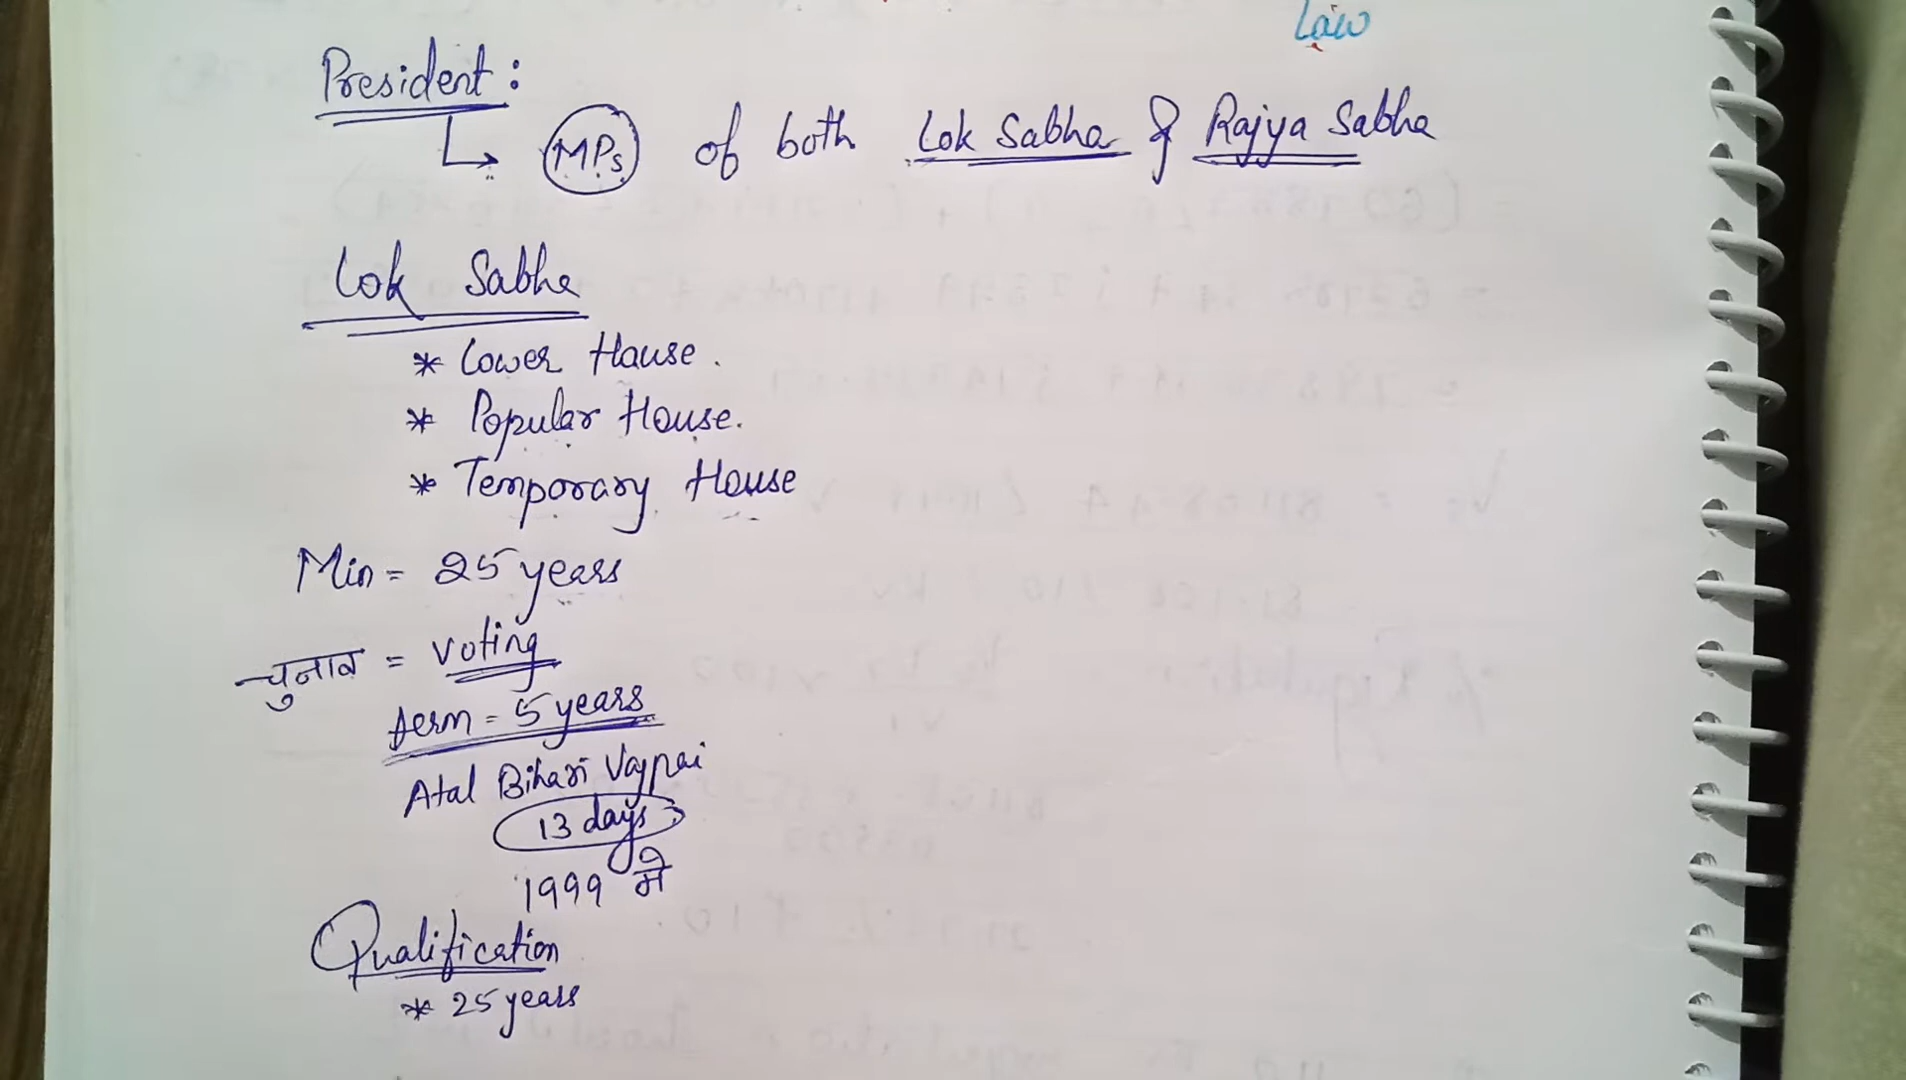 Law
President :
MPs of both Lok Sabha & Rajya Sabha
Lok Sabha
* Lower House.
* Popular House.
* Temporary House
Min = 25 years
चुनाव = voting
term = 5 years
Atal Bihari Vajpai
13 days
1999 मे
Qualification
* 25 years